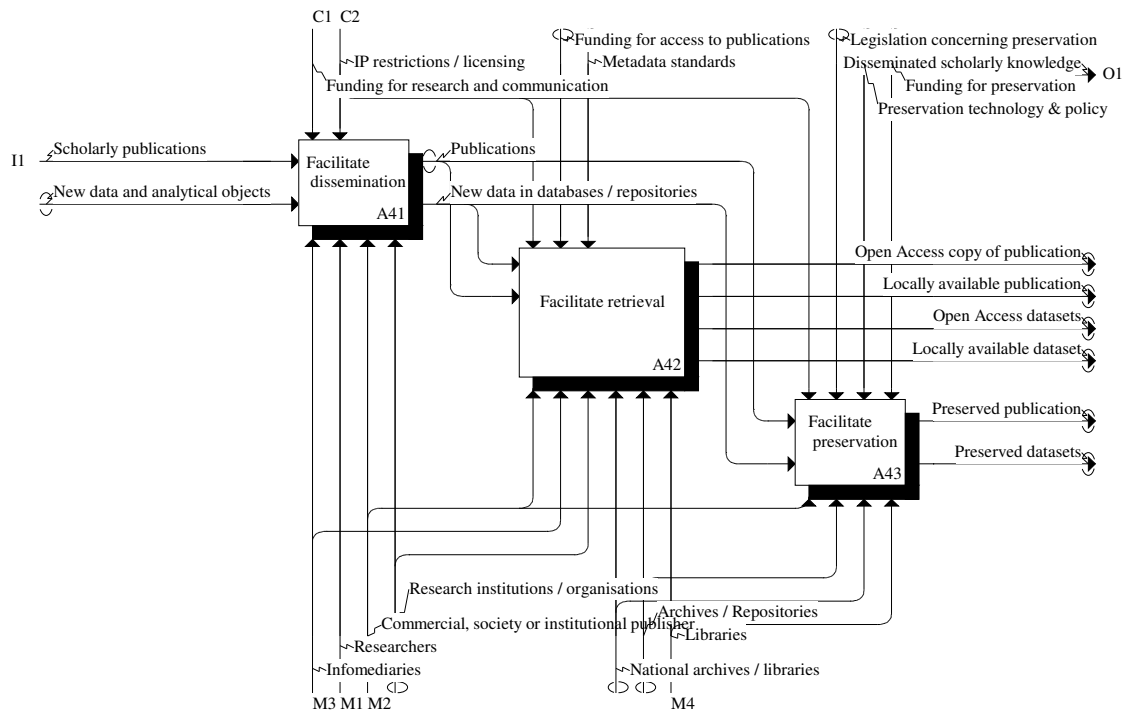 C1 C2
Funding for access to publications
Legislation concerning preservation
IP restrictions / licensing
Metadata standards
Disseminated scholarly knowledge
O1
Funding for research and communication
Funding for preservation
Preservation technology & policy
I1
Scholarly publications
Facilitate
dissemination
A41
Publications
New data and analytical objects
New data in databases / repositories
Open Access copy of publication
Locally available publication
Facilitate retrieval
A42
Open Access datasets
Locally available dataset
Preserved publication
Facilitate
preservation
A43
Preserved datasets
Research institutions / organisations
Archives / Repositories
Commercial, society or institutional publisher
Libraries
Researchers
Infomediaries
National archives / libraries
M3 M1 M2
M4